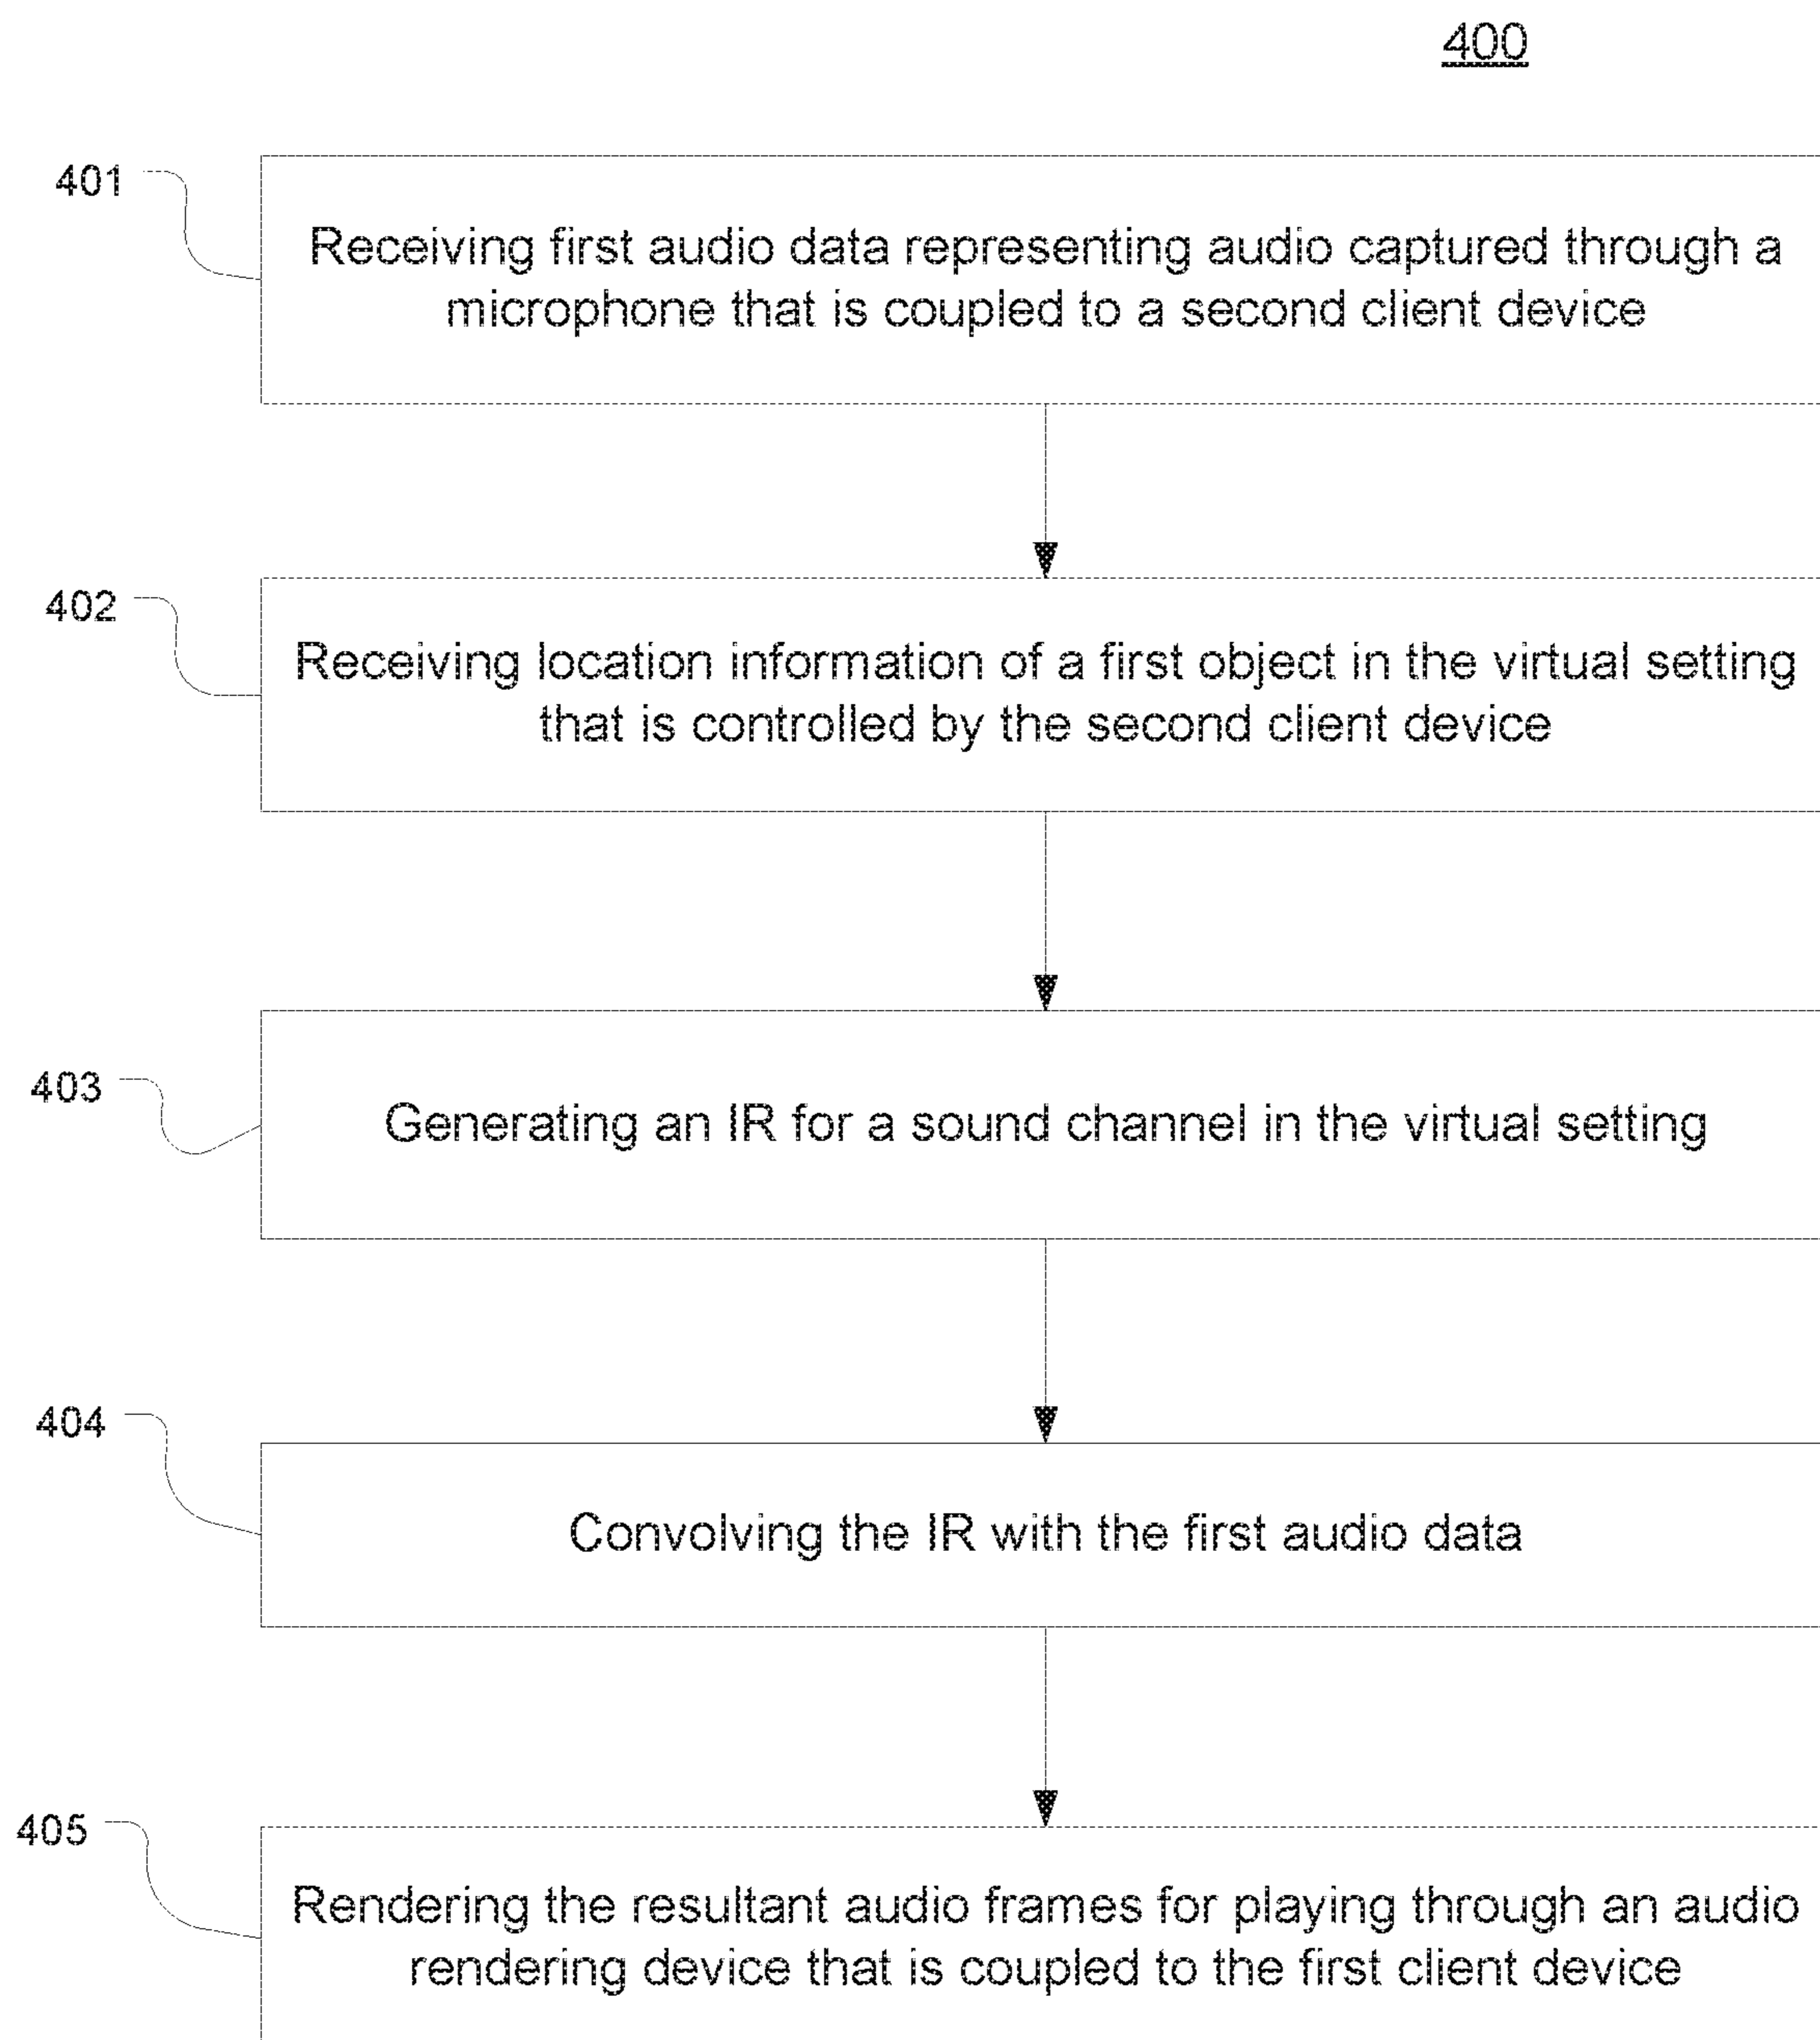 400
401
Receiving first audio data representing audio captured through a
microphone that is coupled to a second client device
402
Receiving location information of a first object in the virtual setting
that is controlled by the second client device
403
Generating an IR for a sound channel in the virtual setting
404
Convolving the IR with the first audio data
405
Rendering the resultant audio frames for playing through an audio
rendering device that is coupled to the first client device